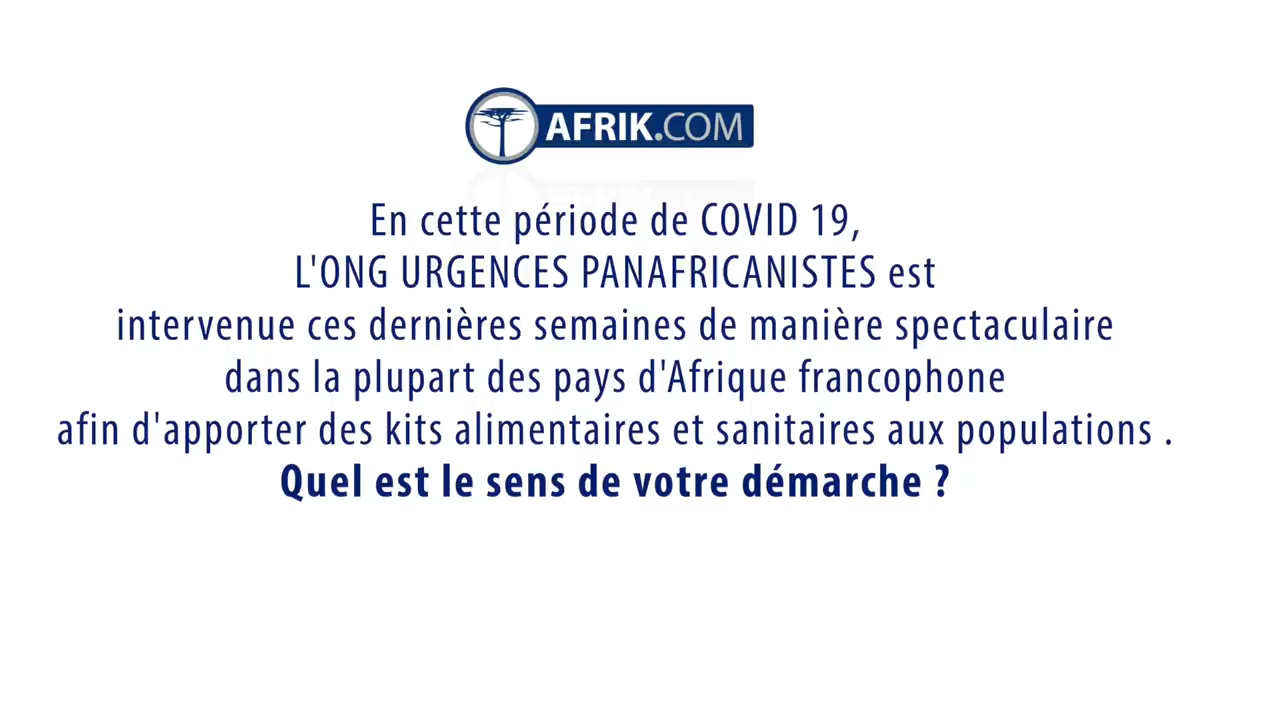 AFRIK.COM
En cette période de COVID 19,
L'ONG URGENCES PANAFRICANISTES est
intervenue ces dernières semaines de manière spectaculaire
dans la plupart des pays d'Afrique francophone
afin d'apporter des kits alimentaires et sanitaires aux populations .
Quel est le sens de votre démarche ?